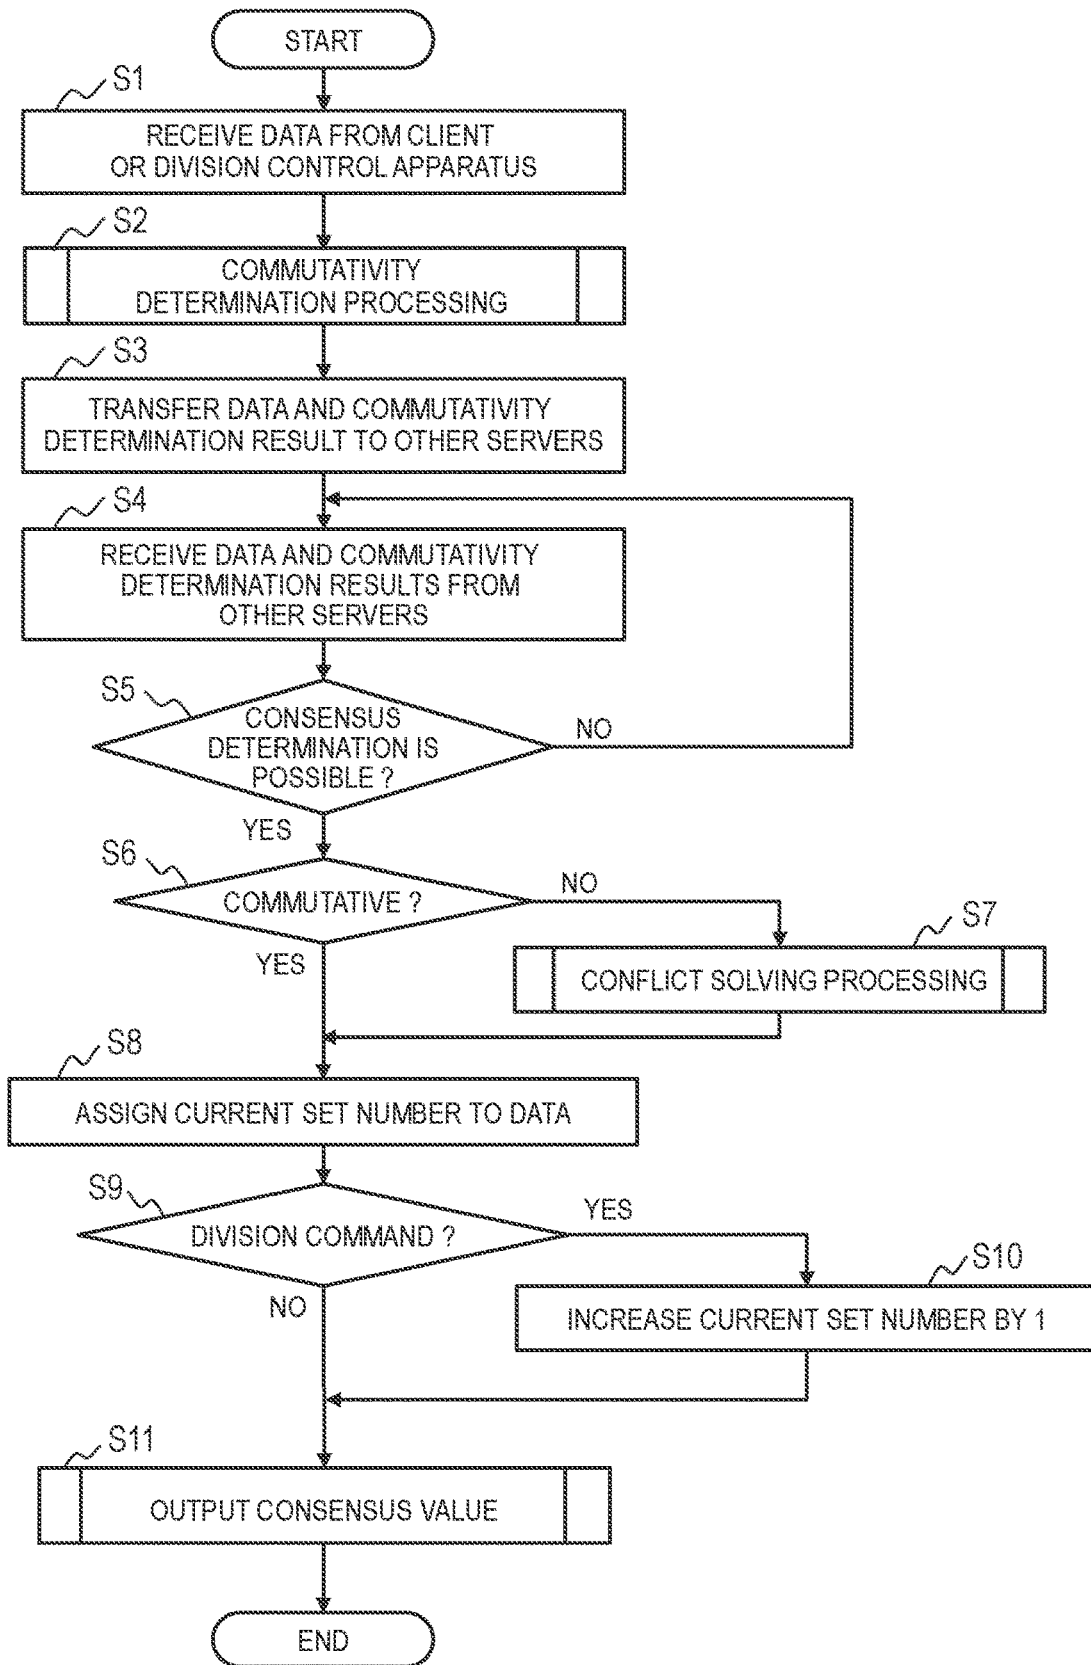 START
S1
RECEIVE DATA FROM CLIENT
OR DIVISION CONTROL APPARATUS
S2
COMMUTATIVITY
DETERMINATION PROCESSING
S3
TRANSFER DATA AND COMMUTATIVITY
DETERMINATION RESULT TO OTHER SERVERS
S4
RECEIVE DATA AND COMMUTATIVITY
DETERMINATION RESULTS FROM
OTHER SERVERS
S5
CONSENSUS
DETERMINATION IS
POSSIBLE ?
NO
YES
S6
COMMUTATIVE ?
NO
YES
S7
CONFLICT SOLVING PROCESSING
S8
ASSIGN CURRENT SET NUMBER TO DATA
S9
DIVISION COMMAND ?
YES
NO
S10
INCREASE CURRENT SET NUMBER BY 1
S11
OUTPUT CONSENSUS VALUE
END